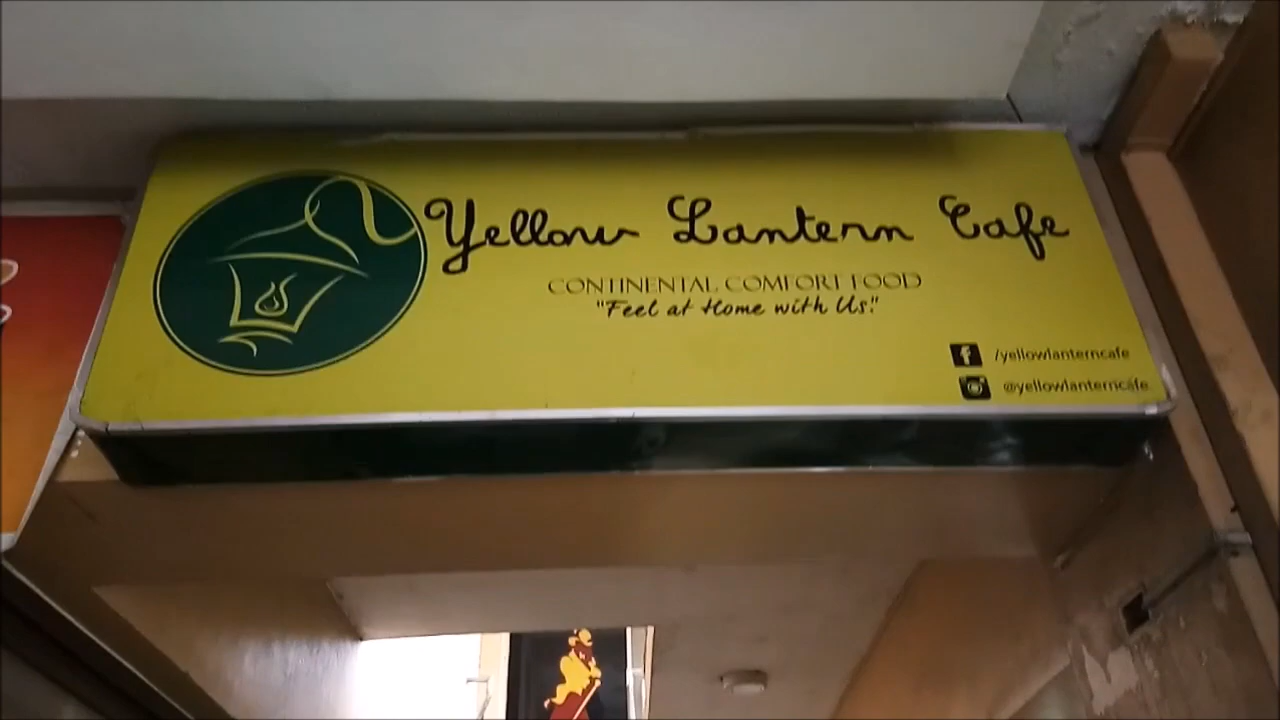 Yellow Lantern Cafe
CONTINENTAL COMFORT FOOD
"Feel at Home with Us."
/yellowlanterncafe
@yellowlanterncafe